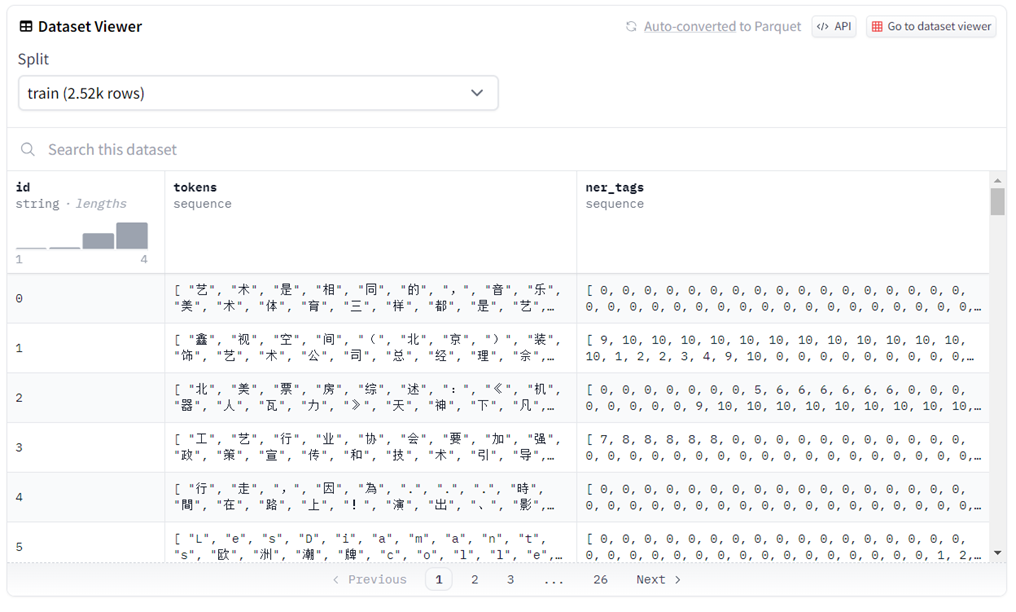 Dataset Viewer
Auto-converted to Parquet
API
Go to dataset viewer
Split
train (2.52k rows)
Search this dataset
id
string · lengths
1
4
tokens
sequence
ner_tags
sequence
0
[ "艺", "术", "是", "相", "同", "的", "，", "音", "乐",
"美", "术", "体", "育", "三", "样", "都", "是", "艺",…
[ 0, 0, 0, 0, 0, 0, 0, 0, 0, 0, 0, 0, 0, 0, 0, 0, 0,
0, 0, 0, 0, 0, 0, 0, 0, 0, 0, 0, 0, 0, 0, 0, 0, 0,…
1
[ "鑫", "视", "空", "间", "(", "北", "京", ")", "装",
"饰", "艺", "术", "公", "司", "总", "经", "理", "佘",…
[ 9, 10, 10, 10, 10, 10, 10, 10, 10, 10, 10, 10, 10,
10, 1, 2, 2, 3, 4, 9, 10, 0, 0, 0, 0, 0, 0, 0, 0,…
2
[ "北", "美", "票", "房", "综", "述", "：", "《", "机",
"器", "人", "瓦", "力", "》", "天", "神", "下", "凡",…
[ 0, 0, 0, 0, 0, 0, 0, 5, 6, 6, 6, 6, 6, 6, 0, 0, 0,
0, 0, 0, 0, 0, 9, 10, 10, 10, 10, 10, 10, 10, 10, 10,…
3
[ "工", "艺", "行", "业", "协", "会", "要", "加", "强",
"政", "策", "宣", "传", "和", "技", "术", "引", "导",…
[ 7, 8, 8, 8, 8, 8, 0, 0, 0, 0, 0, 0, 0, 0, 0, 0, 0,
0, 0, 0, 0, 0, 0, 0, 0, 0, 0, 0, 0, 0, 0, 0, 0, 0,…
4
[ "行", "走", "，", "因", "為", ".", ".", ".", "時",
"間", "在", "路", "上", "！", "演", "出", "、", "影",…
[ 0, 0, 0, 0, 0, 0, 0, 0, 0, 0, 0, 0, 0, 0, 0, 0, 0,
0, 0, 0, 0, 0, 0, 0, 0, 0, 0, 0, 0, 0, 0, 0, 0, 0,…
5
[ "L", "e", "s", "D", "i", "a", "m", "a", "n", "t",
"s", "欧", "洲", "潮", "牌", "c", "o", "l", "l", "e",…
[ 0, 0, 0, 0, 0, 0, 0, 0, 0, 0, 0, 0, 0, 0, 0, 0, 0,
0, 0, 0, 0, 0, 0, 0, 0, 0, 0, 0, 0, 0, 0, 0, 1, 2,…
Previous
1
2
3
...
26
Next